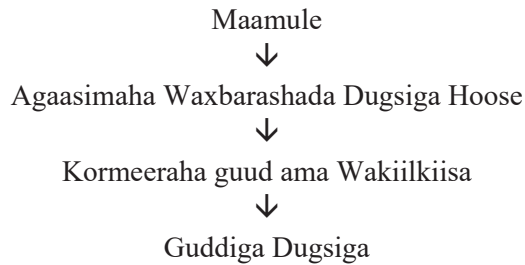 Maamule
↓
Agaasimaha Waxbarashada Dugsiga Hoose
↓
Kormeeraha guud ama Wakiilkiisa
↓
Guddiga Dugsiga